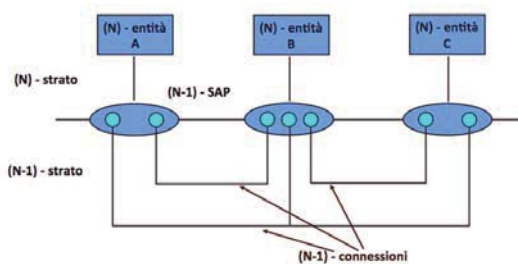 (N) - entità
A
(N) - entità
B
(N) - entità
C
(N) - strato
(N-1) - SAP
(N-1) - strato
(N-1) - connessioni